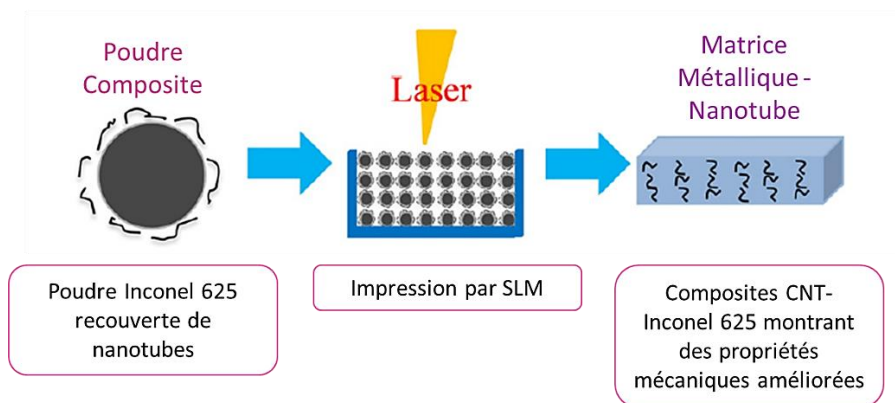 Poudre
Composite
Laser
Matrice
Métallique -
Nanotube
Poudre Inconel 625
recouverte de
nanotubes
Impression par SLM
Composites CNT-
Inconel 625 montrant
des propriétés
mécaniques améliorées